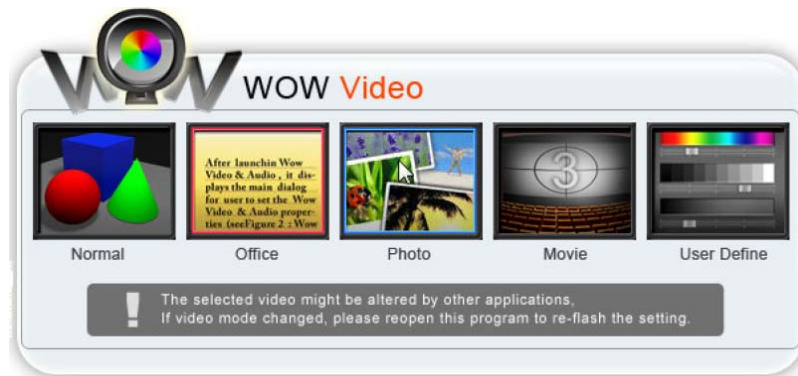 WOW
WOW Video
After launchin Wow
Video & Audio , it dis-
plays the main dialog
for user to set the Wow
Video & Audio proper-
ties (seeFigure 2 : Wow
3
Normal
Office
Photo
Movie
User Define
! The selected video might be altered by other applications,
If video mode changed, please reopen this program to re-flash the setting.